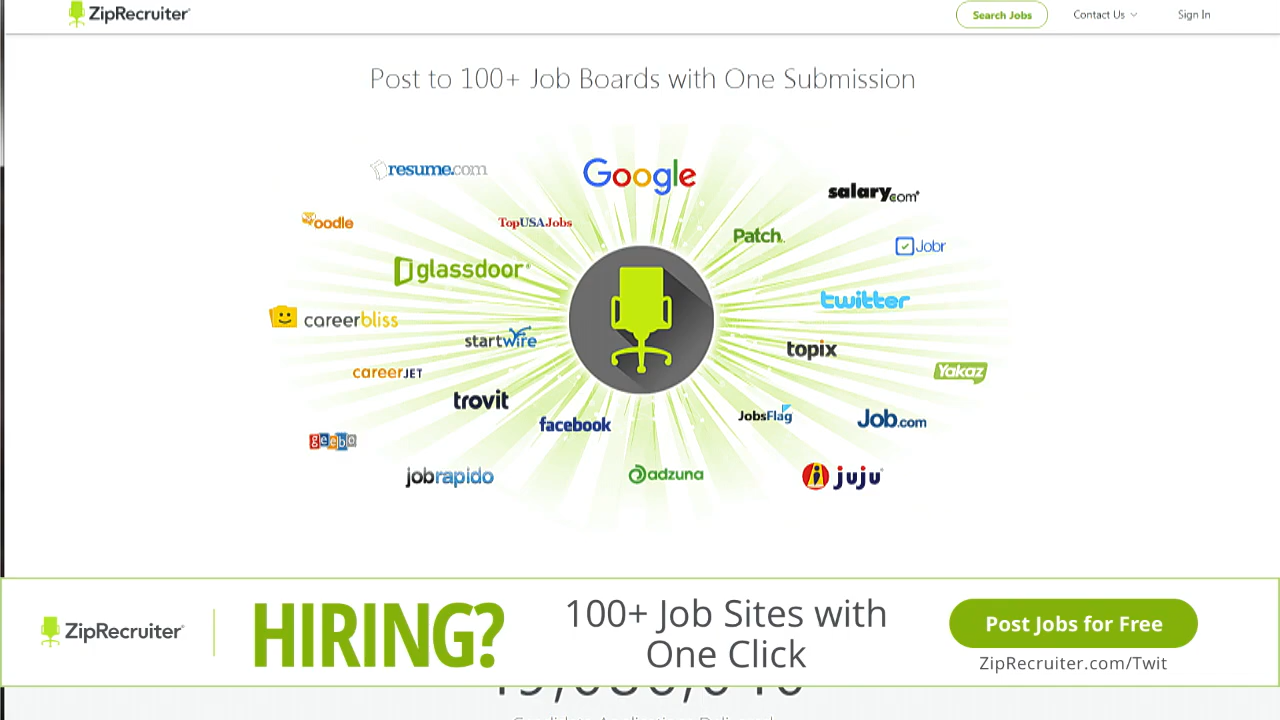 ZipRecruiter
Search Jobs
Contact Us
Sign In
Post to 100+ Job Boards with One Submission
resume.com
Google
salary.com
oodle
TopUSAJobs
Patch
Jobr
glassdoor
twitter
careerbliss
startwire
topix
careerJET
Yakaz
trovit
facebook
JobsFlag
Job.com
geebo
jobrapido
adzuna
juju
ZipRecruiter
HIRING?
100+ Job Sites with
One Click
Post Jobs for Free
ZipRecruiter.com/Twit